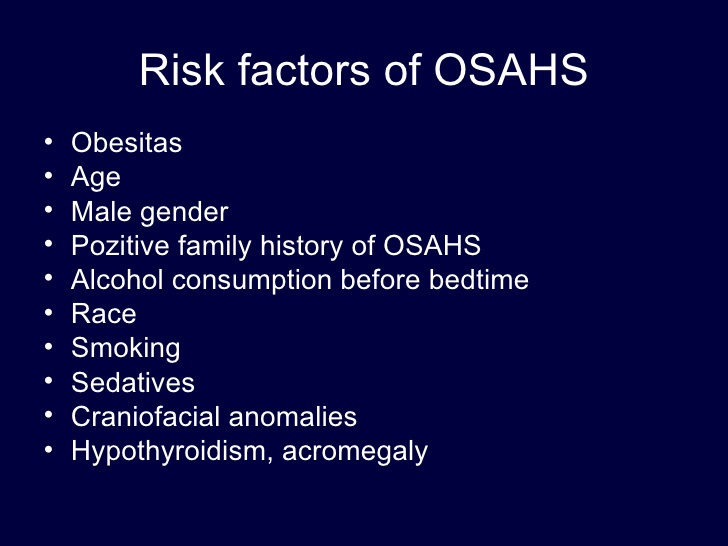 Risk factors of OSAHS
• Obesitas
• Age
• Male gender
• Pozitive family history of OSAHS
• Alcohol consumption before bedtime
• Race
• Smoking
• Sedatives
• Craniofacial anomalies
• Hypothyroidism, acromegaly